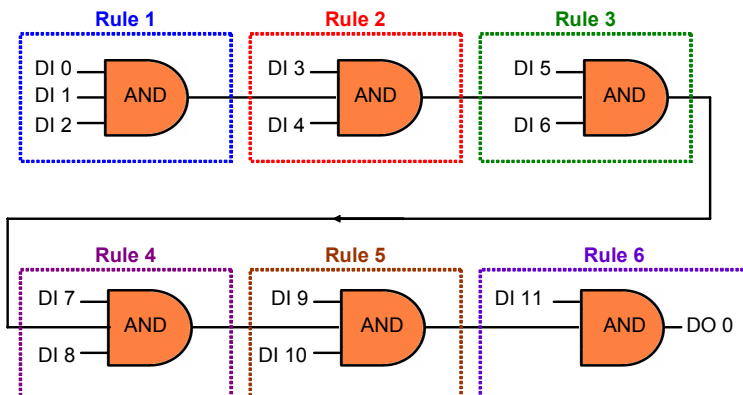 Rule 1
Rule 2
Rule 3
DI 0
DI 1
DI 2
AND
DI 3
DI 4
AND
DI 5
DI 6
AND
Rule 4
Rule 5
Rule 6
DI 7
DI 8
AND
DI 9
DI 10
AND
DI 11
AND
DO 0